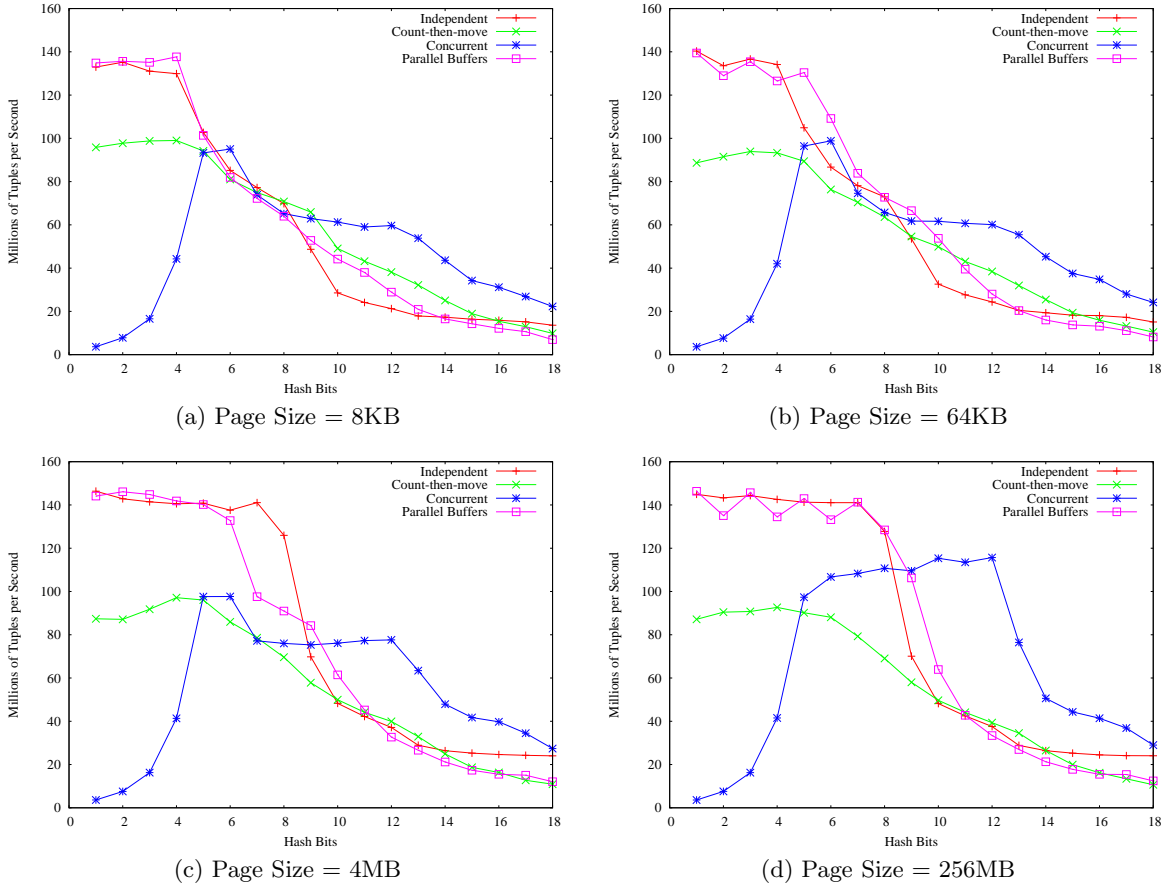 Independent
Count-then-move
Concurrent
Parallel Buffers
Millions of Tuples per Second
160
140
120
100
80
60
40
20
0
0 2 4 6 8 10 12 14 16 18
Hash Bits
(a) Page Size = 8KB
Independent
Count-then-move
Concurrent
Parallel Buffers
Millions of Tuples per Second
160
140
120
100
80
60
40
20
0
0 2 4 6 8 10 12 14 16 18
Hash Bits
(b) Page Size = 64KB
Independent
Count-then-move
Concurrent
Parallel Buffers
Millions of Tuples per Second
160
140
120
100
80
60
40
20
0
0 2 4 6 8 10 12 14 16 18
Hash Bits
(c) Page Size = 4MB
Independent
Count-then-move
Concurrent
Parallel Buffers
Millions of Tuples per Second
160
140
120
100
80
60
40
20
0
0 2 4 6 8 10 12 14 16 18
Hash Bits
(d) Page Size = 256MB